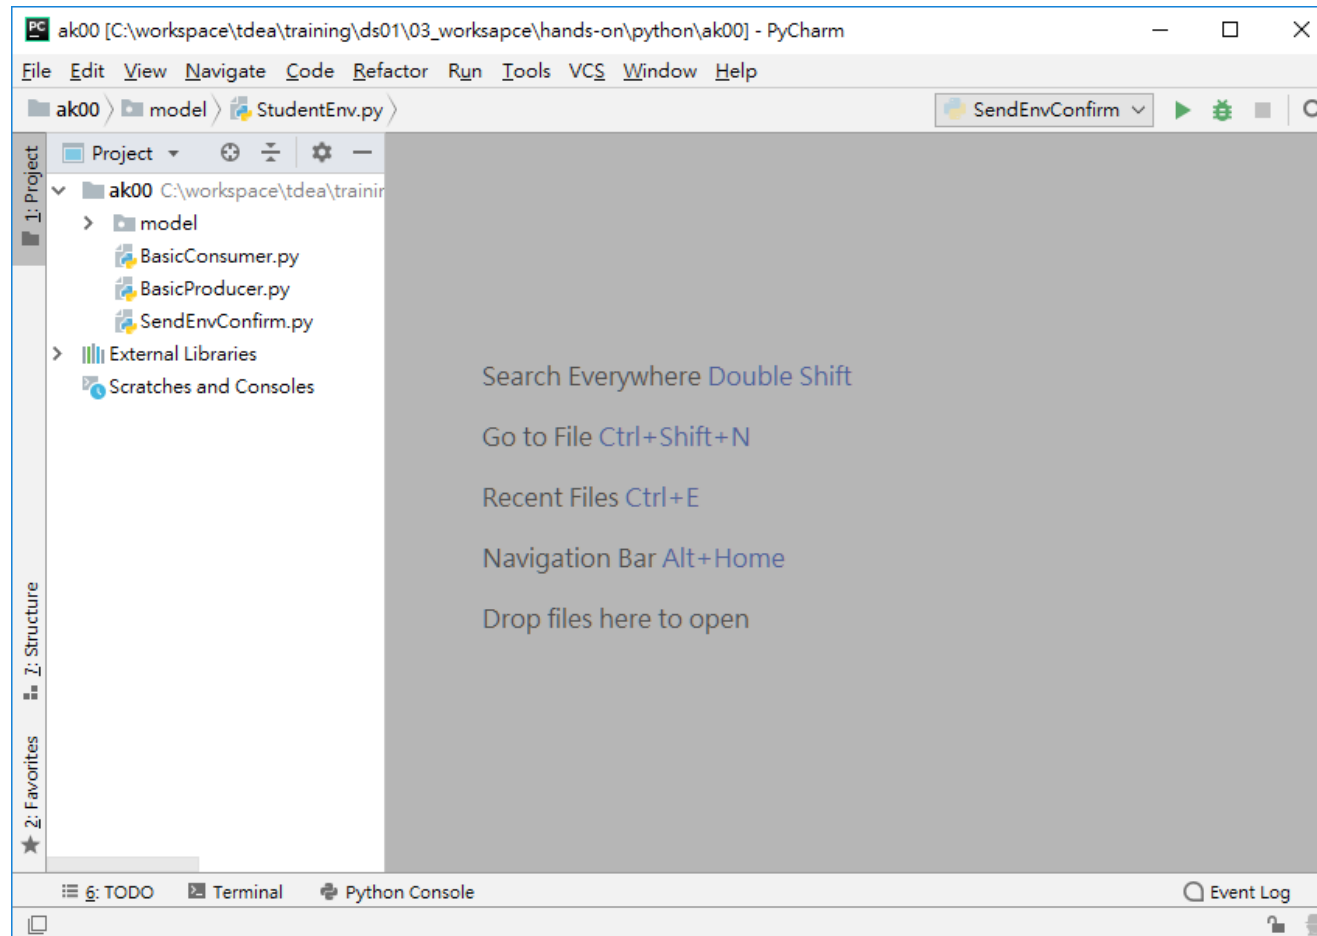 PC ak00 [C:\workspace\tdea\training\ds01\03_worksapce\hands-on\python\ak00] - PyCharm
File Edit View Navigate Code Refactor Run Tools VCS Window Help
ak00 model StudentEnv.py SendEnvConfirm
1: Project
Project
ak00 C:\workspace\tdea\trainin
model
BasicConsumer.py
BasicProducer.py
SendEnvConfirm.py
External Libraries
Scratches and Consoles
Search Everywhere Double Shift
Go to File Ctrl+Shift+N
Recent Files Ctrl+E
Navigation Bar Alt+Home
Drop files here to open
7: Structure
2: Favorites
6: TODO Terminal Python Console Event Log